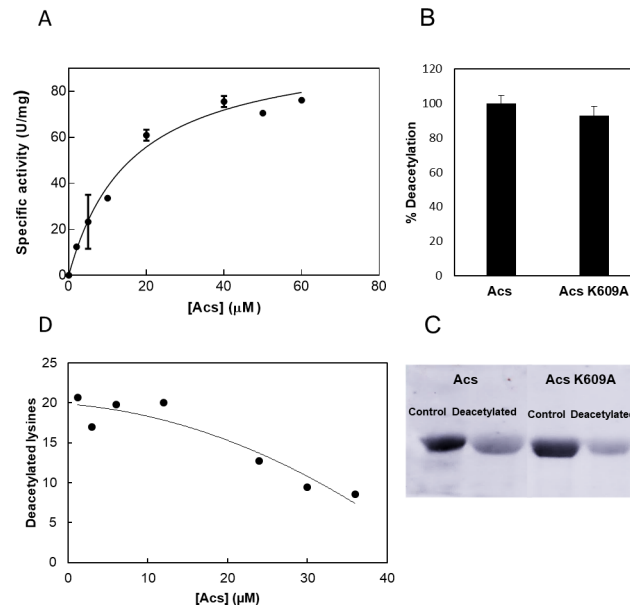 A
Specific activity (U/mg)
80
60
40
20
0
0 20 40 60 80
[Acs] (μM)
B
% Deacetylation
120
100
80
60
40
20
0
Acs Acs K609A
D
Deacetylated lysines
25
20
15
10
5
0
0 10 20 30 40
[Acs] (μM)
C
Acs Acs K609A
Control Deacetylated Control Deacetylated